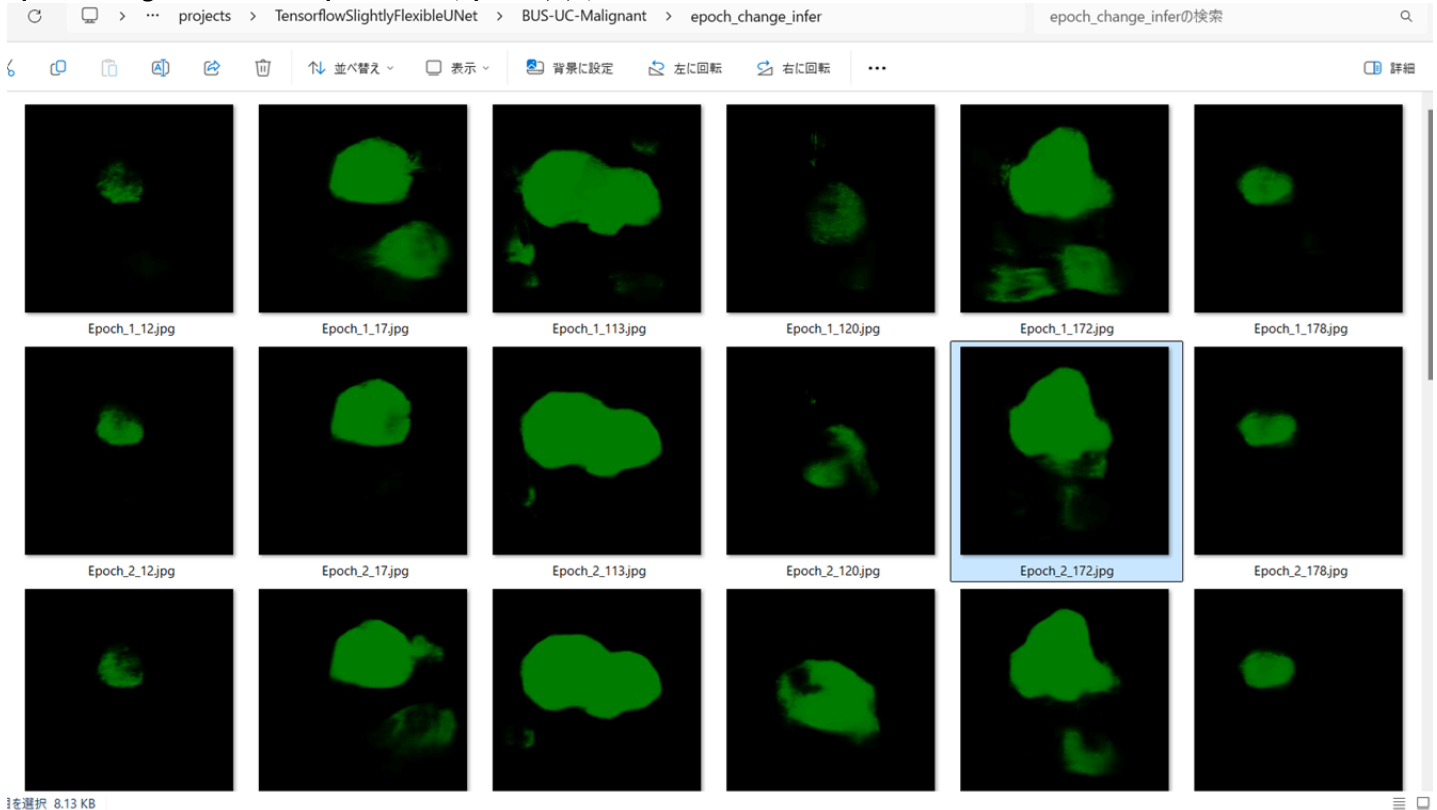 projects > TensorflowSlightlyFlexibleUNet > BUS-UC-Malignant > epoch_change_infer epoch_change_inferの検索
並べ替え 表示 背景に設定 左に回転 右に回転 ••• 詳細
Epoch_1_12.jpg Epoch_1_17.jpg Epoch_1_113.jpg Epoch_1_120.jpg Epoch_1_172.jpg Epoch_1_178.jpg
Epoch_2_12.jpg Epoch_2_17.jpg Epoch_2_113.jpg Epoch_2_120.jpg Epoch_2_172.jpg Epoch_2_178.jpg
を選択 8.13 KB